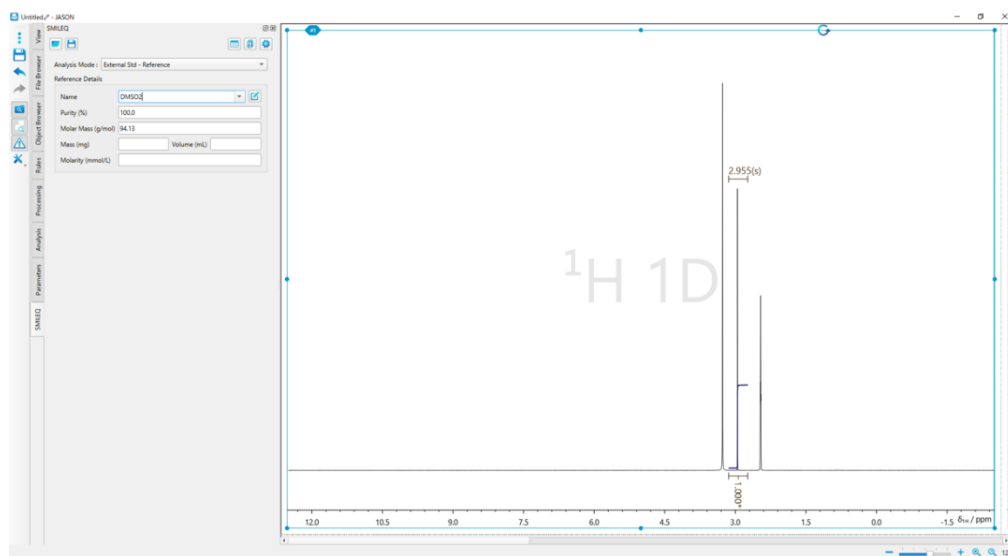 Untitled.* - JASON
SMILEQ
View
File Browser
Object Browser
Rules
Processing
Analysis
Parameters
SMILEQ
Analysis Mode : External Std - Reference
Reference Details
Name DMSO2
Purity (%) 100.0
Molar Mass (g/mol) 94.13
Mass (mg) Volume (mL)
Molarity (mmol/L)
#1
2.955(s)
¹H 1D
1.000*
12.0 10.5 9.0 7.5 6.0 4.5 3.0 1.5 0.0 -1.5 δ₁ₕ / ppm